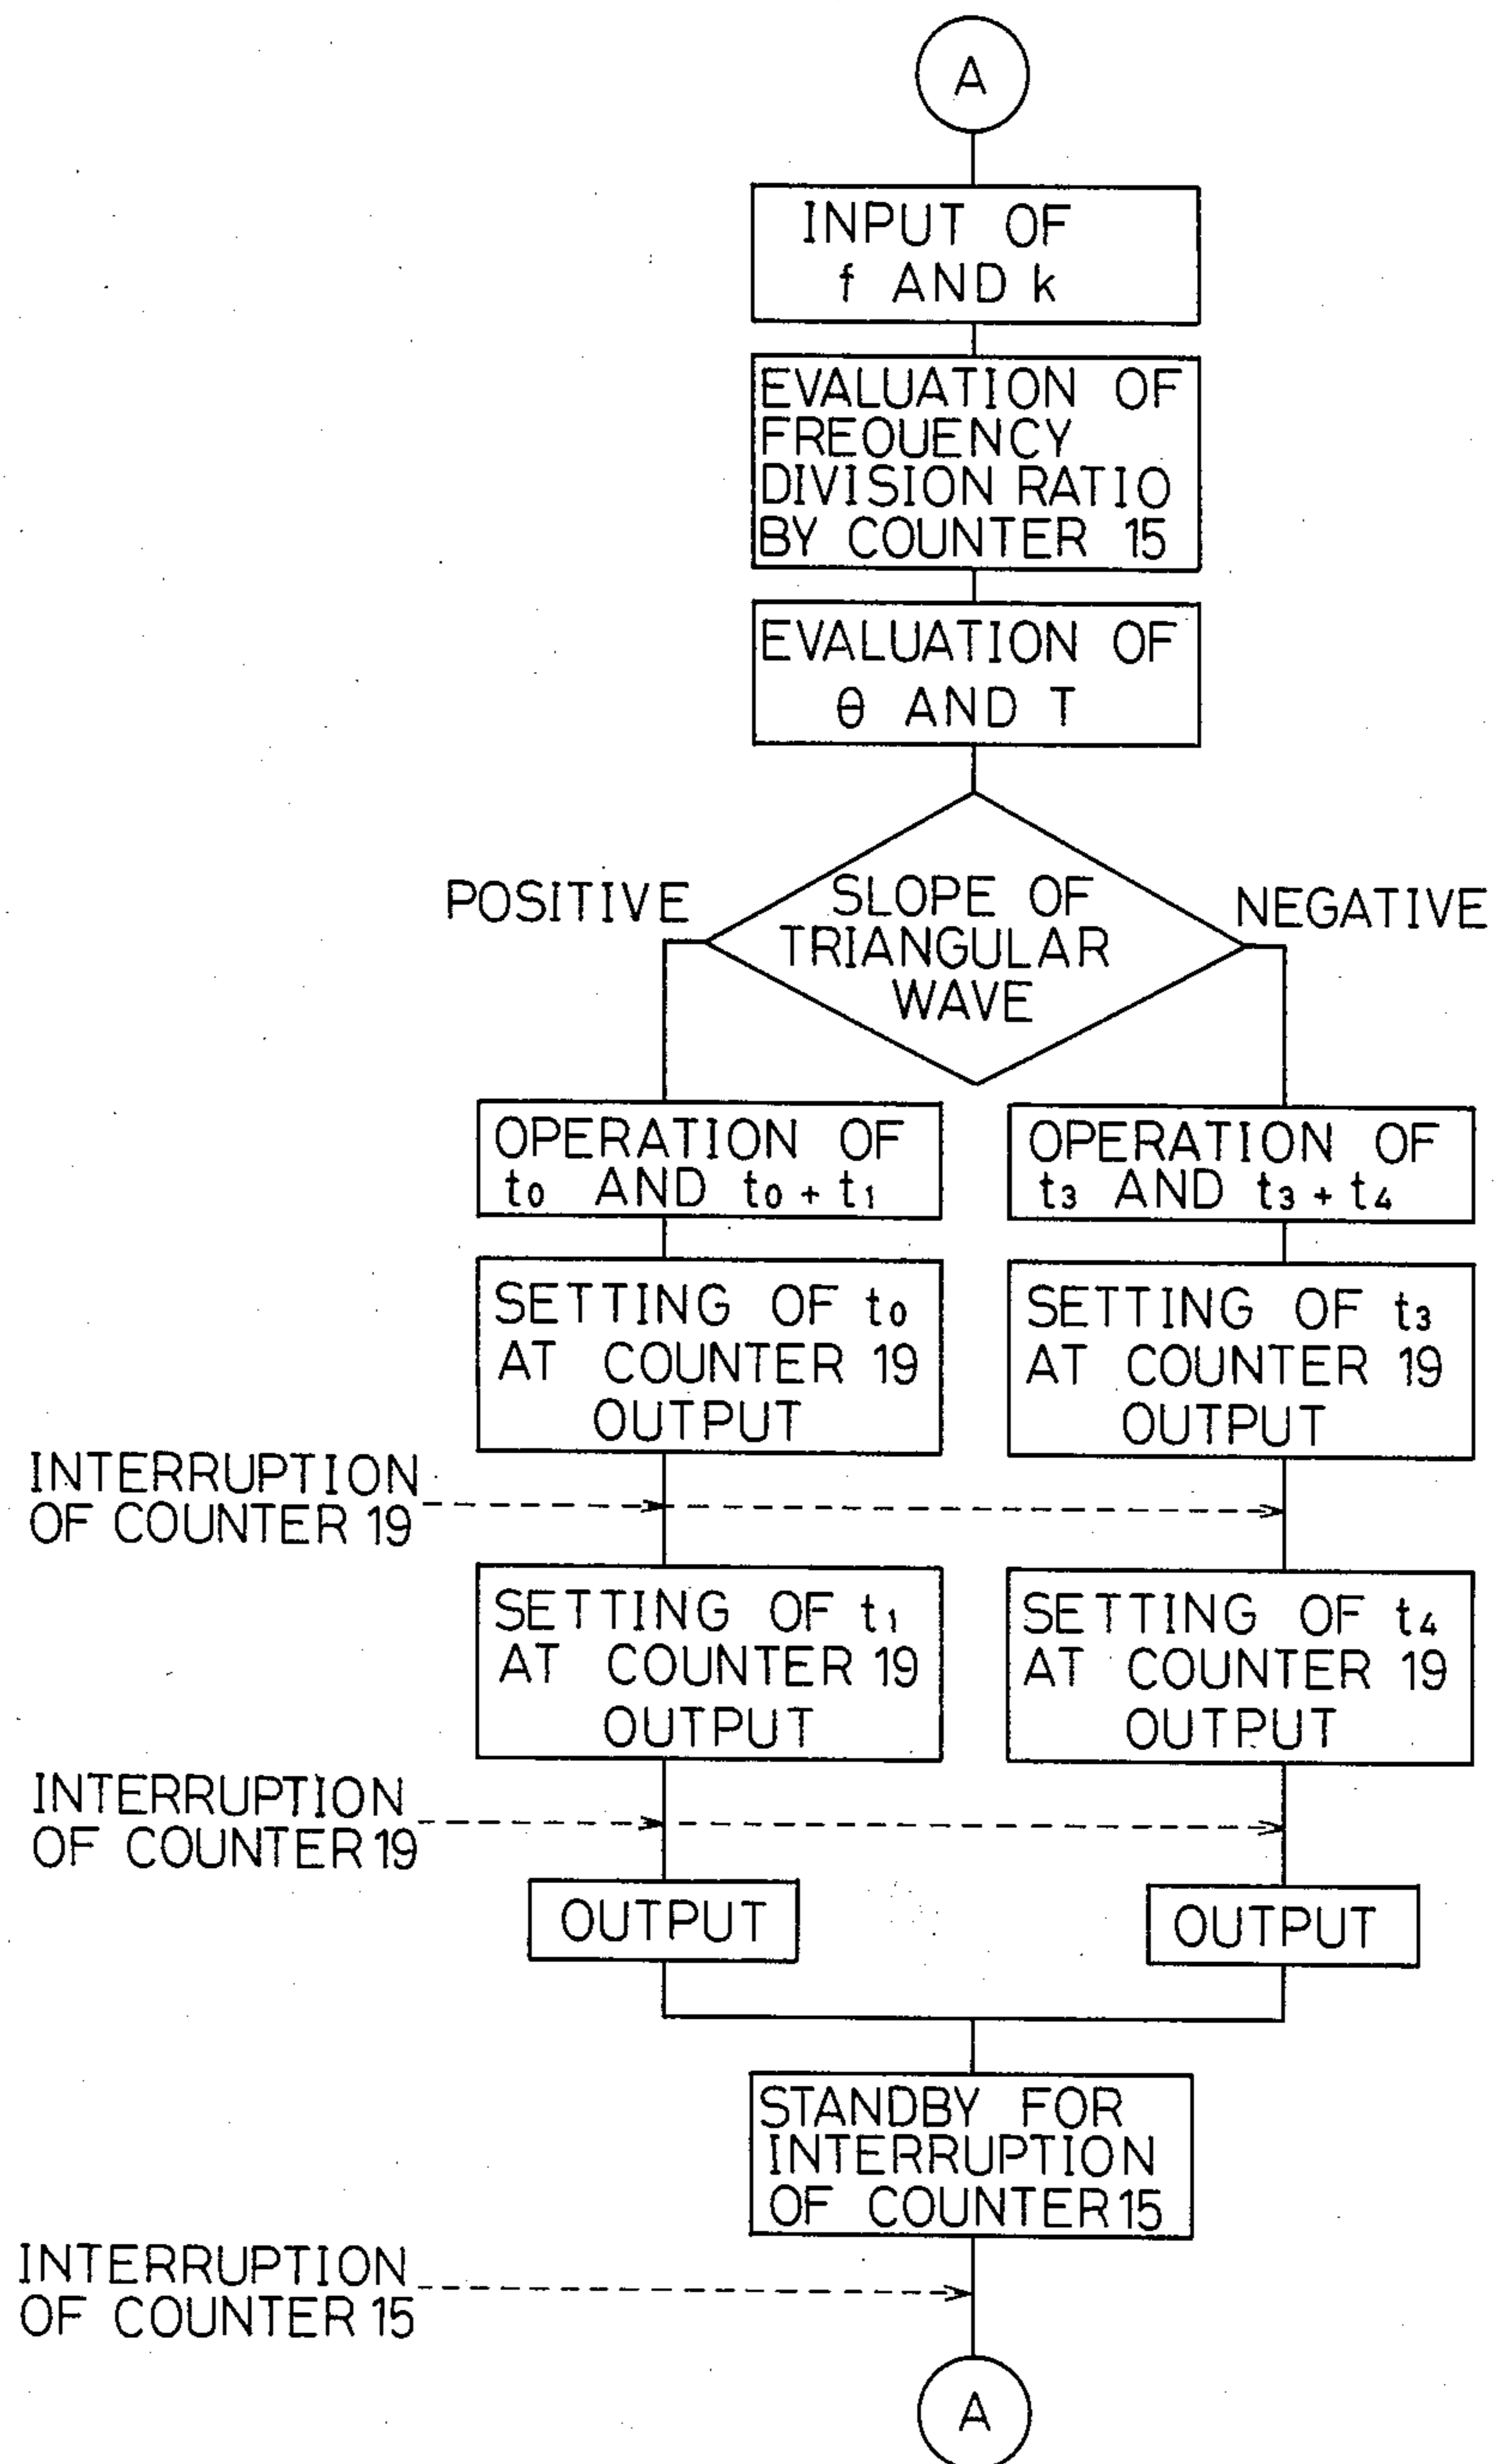 A
INPUT OF
f AND k
EVALUATION OF
FREQUENCY
DIVISION RATIO
BY COUNTER 15
EVALUATION OF
θ AND T
POSITIVE
SLOPE OF
TRIANGULAR
WAVE
NEGATIVE
OPERATION OF
t₀ AND t₀ + t₁
OPERATION OF
t₃ AND t₃ + t₄
SETTING OF t₀
AT COUNTER 19
OUTPUT
SETTING OF t₃
AT COUNTER 19
OUTPUT
INTERRUPTION
OF COUNTER 19
SETTING OF t₁
AT COUNTER 19
OUTPUT
SETTING OF t₄
AT COUNTER 19
OUTPUT
INTERRUPTION
OF COUNTER 19
OUTPUT
OUTPUT
STANDBY FOR
INTERRUPTION
OF COUNTER 15
INTERRUPTION
OF COUNTER 15
A